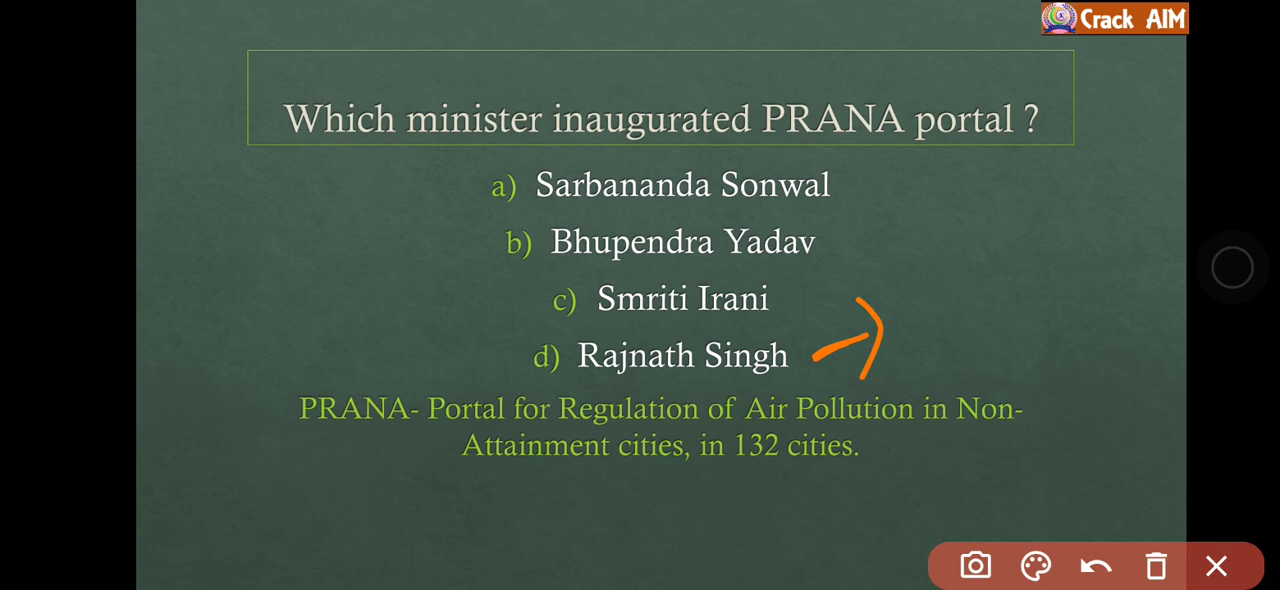 Crack AIM
Which minister inaugurated PRANA portal ?
a) Sarbananda Sonwal
b) Bhupendra Yadav
c) Smriti Irani
d) Rajnath Singh
PRANA- Portal for Regulation of Air Pollution in Non-
Attainment cities, in 132 cities.